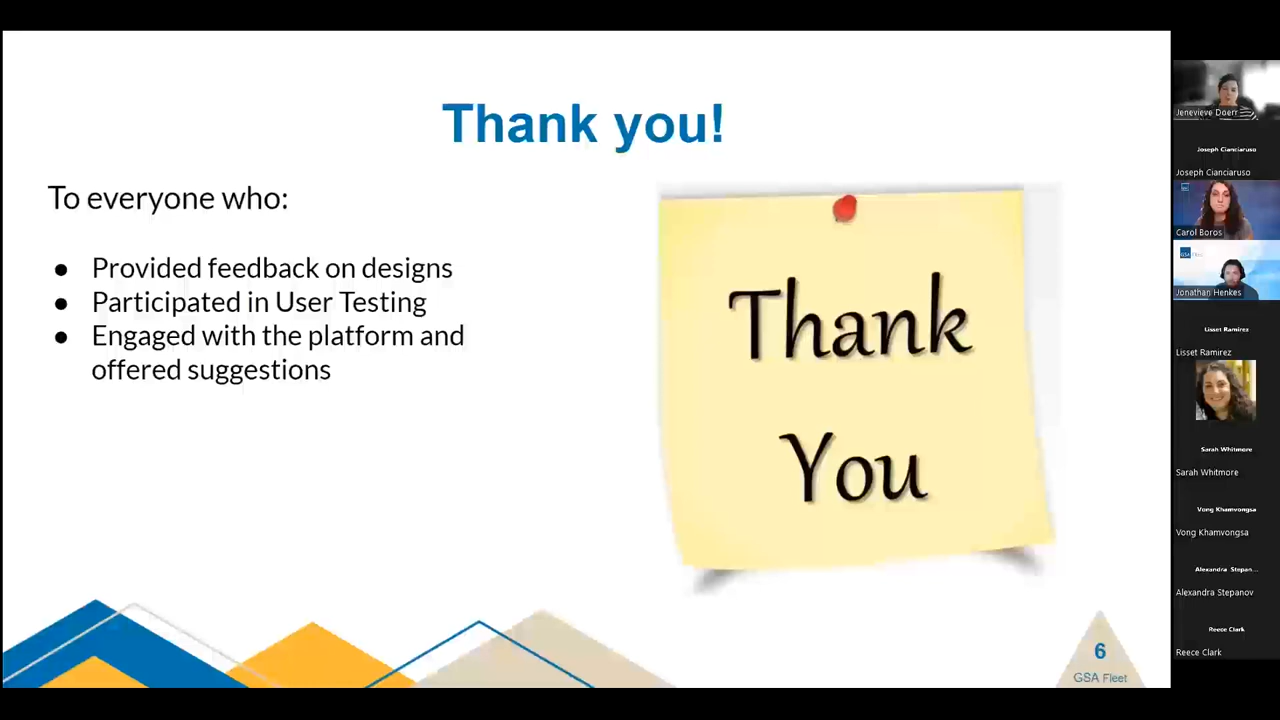 Thank you!
To everyone who:
● Provided feedback on designs
● Participated in User Testing
● Engaged with the platform and
offered suggestions
Thank
You
6
GSA Fleet
Jenevieve Doerr
Joseph Cianciaruso
Joseph Cianciaruso
Carol Boros
GSA Fleet
Jonathan Henkes
Lisset Ramirez
Lisset Ramirez
Sarah Whitmore
Sarah Whitmore
Vong Khamvongsa
Vong Khamvongsa
Alexandra Stepan...
Alexandra Stepanov
Reece Clark
Reece Clark